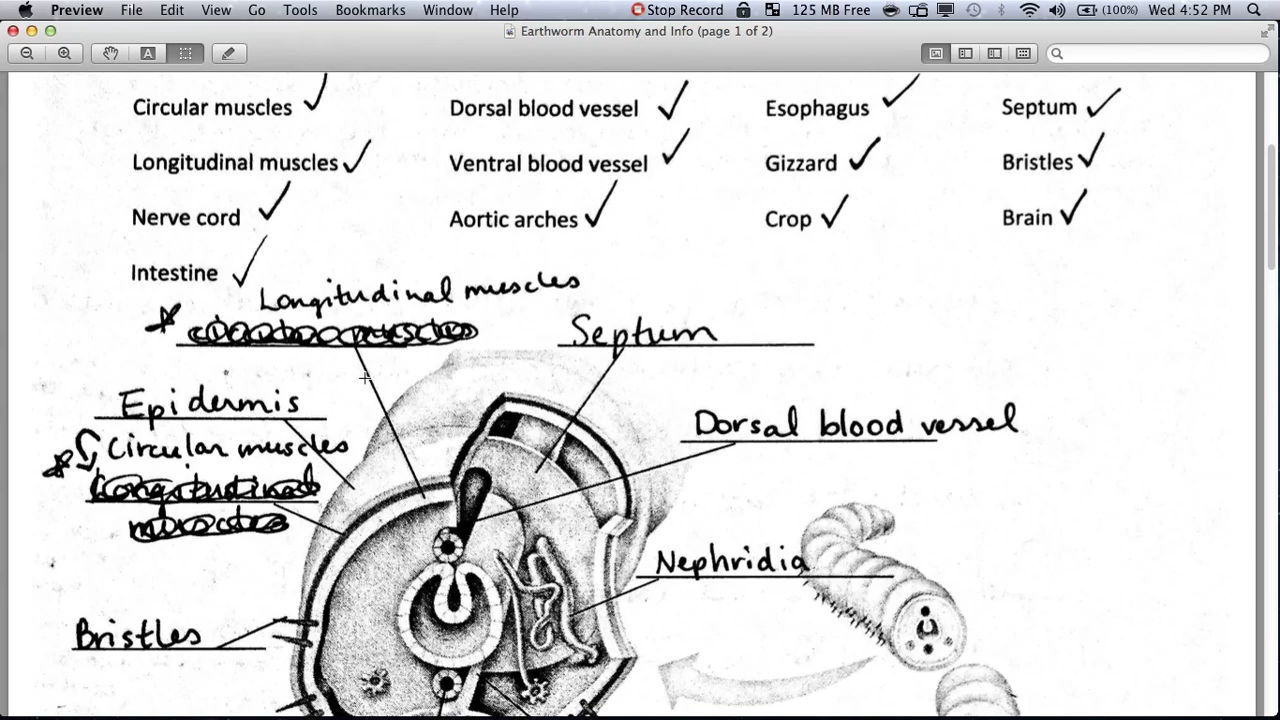 Preview File Edit View Go Tools Bookmarks Window Help Stop Record 125 MB Free (100%) Wed 4:52 PM
Earthworm Anatomy and Info (page 1 of 2)
A
Circular muscles Dorsal blood vessel Esophagus Septum
Longitudinal muscles Ventral blood vessel Gizzard Bristles
Nerve cord Aortic arches Crop Brain
Intestine
Longitudinal muscles
Septum
Epidermis
Dorsal blood vessel
Circular muscles
Nephridia
Bristles